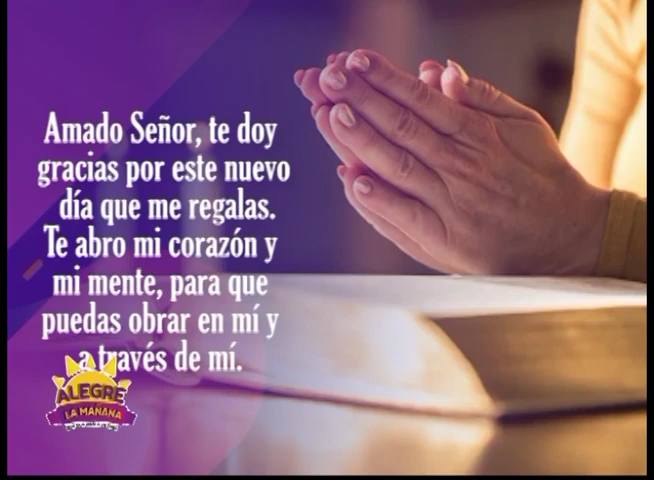 Amado Señor, te doy
gracias por este nuevo
día que me regalas.
Te abro mi corazón y
mi mente, para que
puedas obrar en mí y
a través de mí.
ALEGRE
LA MAÑANA